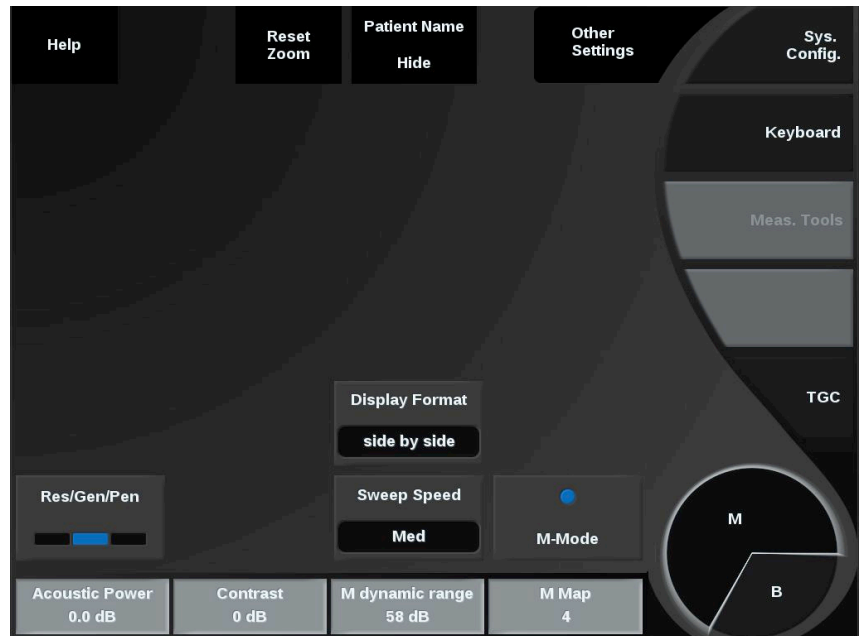 Help
Reset
Zoom
Patient Name
Hide
Other
Settings
Sys.
Config.
Keyboard
Meas. Tools
TGC
Display Format
side by side
Res/Gen/Pen
Sweep Speed
Med
M-Mode
M
B
Acoustic Power
0.0 dB
Contrast
0 dB
M dynamic range
58 dB
M Map
4